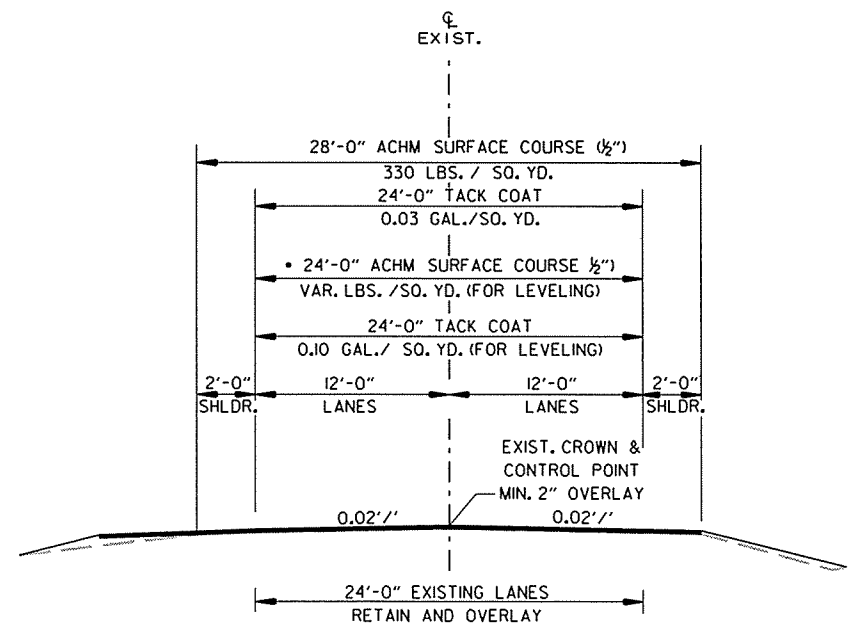 ℄
EXIST.
28'-0" ACHM SURFACE COURSE (½")
330 LBS. / SQ. YD.
24'-0" TACK COAT
0.03 GAL./SQ. YD.
• 24'-0" ACHM SURFACE COURSE ½")
VAR. LBS. /SQ. YD. (FOR LEVELING)
24'-0" TACK COAT
0.10 GAL./ SQ. YD. (FOR LEVELING)
2'-0" 12'-0" 12'-0" 2'-0"
SHLDR. LANES LANES SHLDR.
EXIST. CROWN &
CONTROL POINT
MIN. 2" OVERLAY
0.02'/' 0.02'/'
24'-0" EXISTING LANES
RETAIN AND OVERLAY